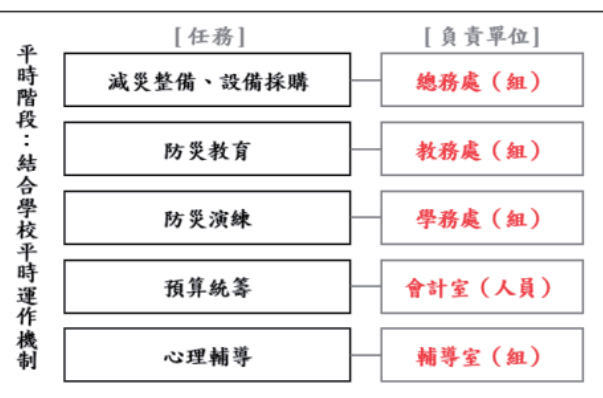 [任務]
[負責單位]
平時階段：結合學校平時運作機制
減災整備、設備採購
總務處（組）
防災教育
教務處（組）
防災演練
學務處（組）
預算統籌
會計室（人員）
心理輔導
輔導室（組）